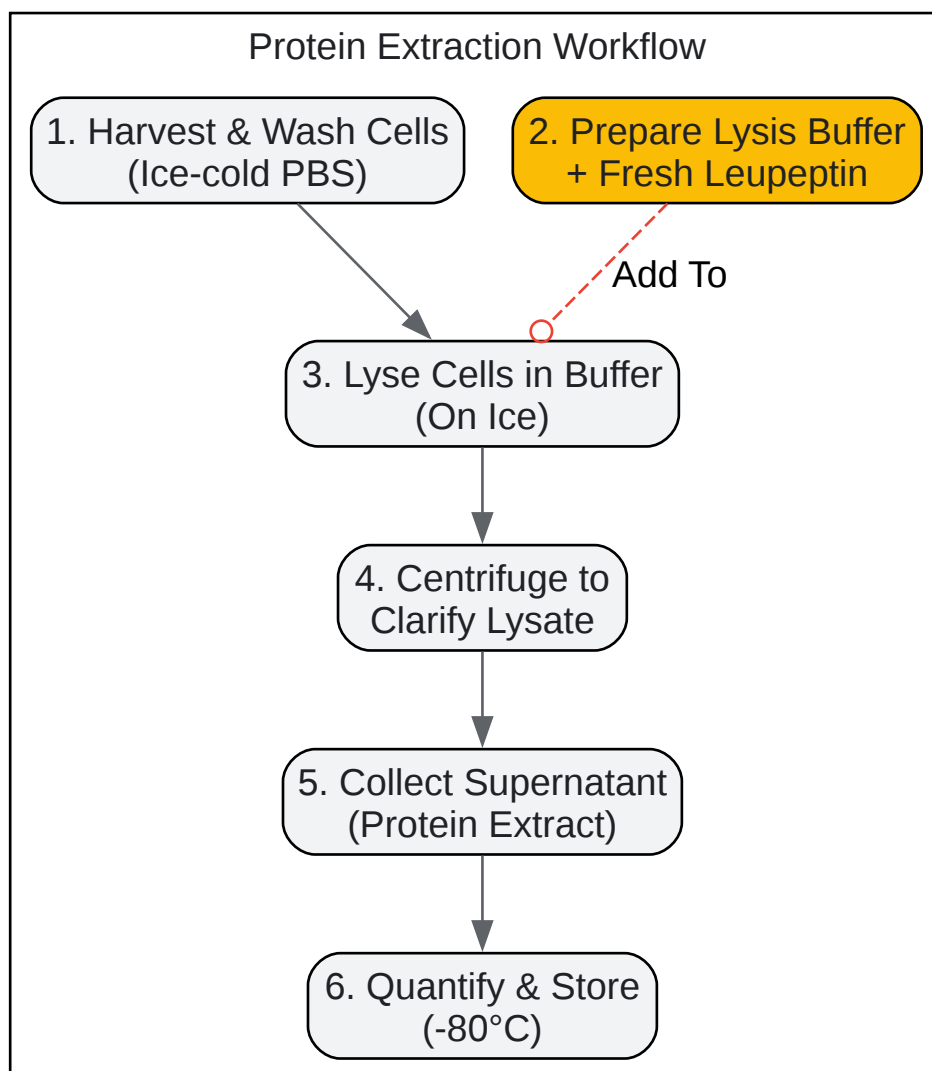 Protein Extraction Workflow
1. Harvest & Wash Cells
(Ice-cold PBS)
2. Prepare Lysis Buffer
+ Fresh Leupeptin
Add To
3. Lyse Cells in Buffer
(On Ice)
4. Centrifuge to
Clarify Lysate
5. Collect Supernatant
(Protein Extract)
6. Quantify & Store
(-80°C)